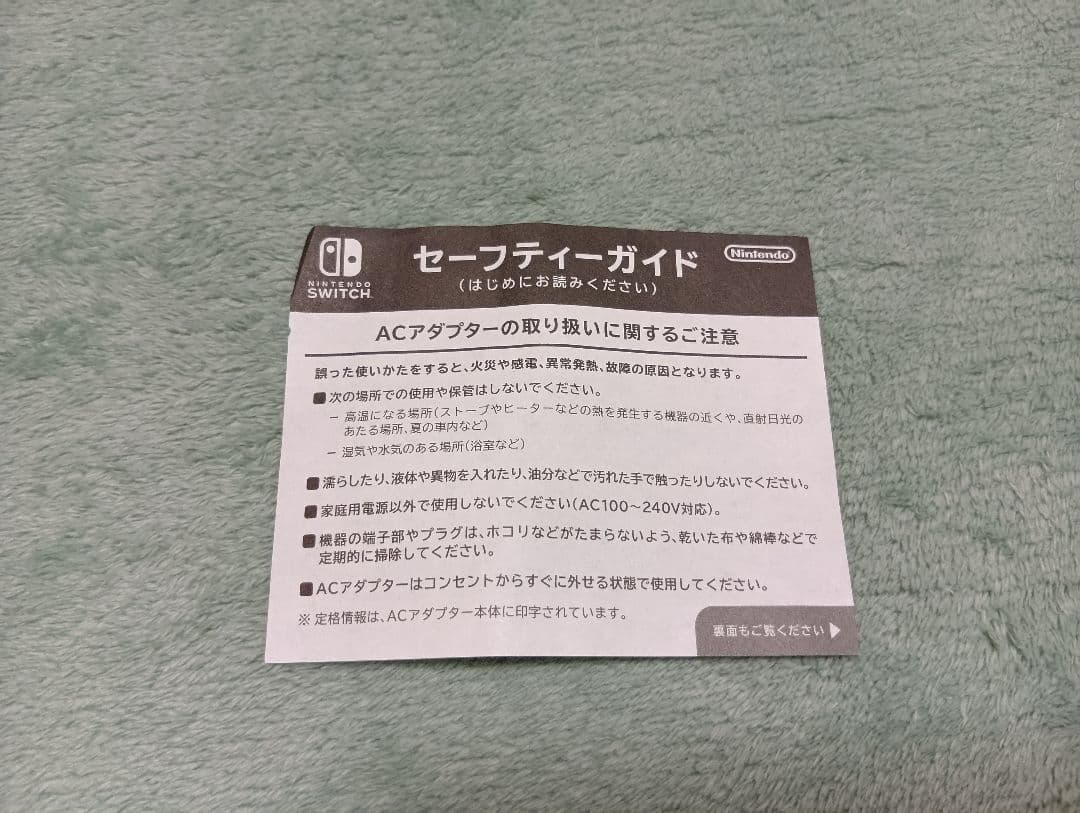 NINTENDO
SWITCH
セーフティーガイド
Nintendo
(はじめにお読みください)
ACアダプターの取り扱いに関するご注意
誤った使いかたをすると、火災や感電、異常発熱、故障の原因となります。
■ 次の場所での使用や保管はしないでください。
– 高温になる場所(ストーブやヒーターなどの熱を発生する機器の近くや、直射日光の
あたる場所、夏の車内など)
– 湿気や水気のある場所(浴室など)
■ 濡らしたり、液体や異物を入れたり、油分などで汚れた手で触ったりしないでください。
■ 家庭用電源以外で使用しないでください(AC100～240V対応)。
■ 機器の端子部やプラグは、ホコリなどがたまらないよう、乾いた布や綿棒などで
定期的に掃除してください。
■ ACアダプターはコンセントからすぐに外せる状態で使用してください。
※ 定格情報は、ACアダプター本体に印字されています。
裏面もご覧ください ▶